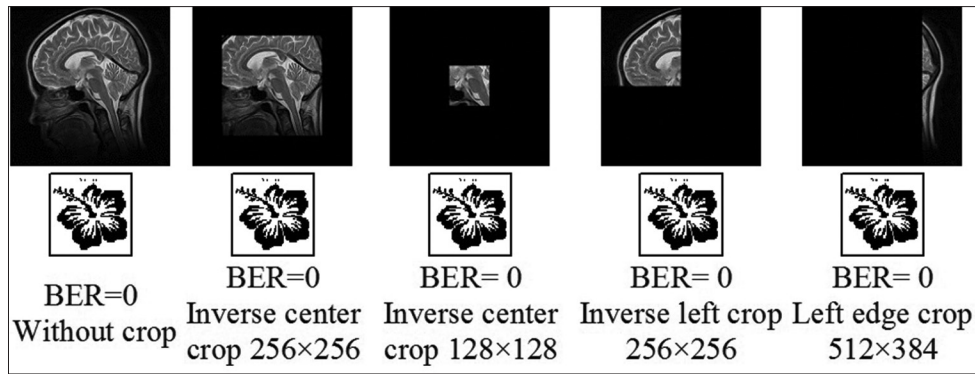 BER=0
Without crop
BER=0
Inverse center
crop 256×256
BER= 0
Inverse center
crop 128×128
BER= 0
Inverse left crop
256×256
BER= 0
Left edge crop
512×384